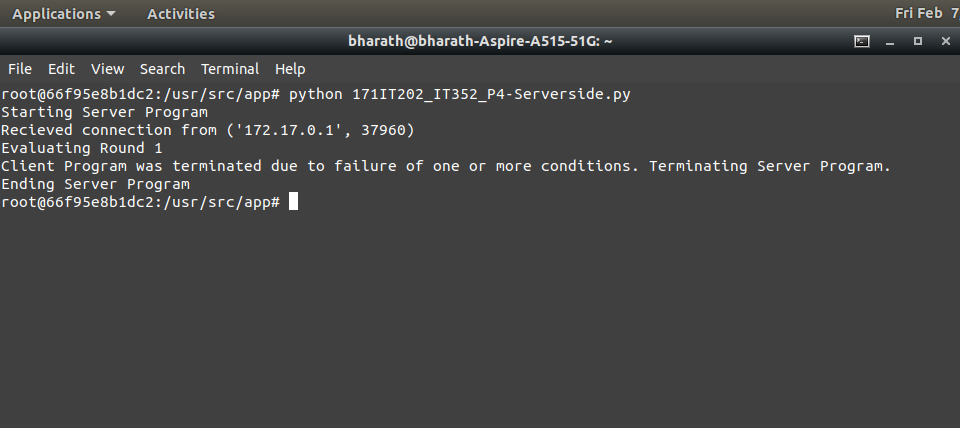 Applications Activities Fri Feb 7
bharath@bharath-Aspire-A515-51G: ~
File Edit View Search Terminal Help
root@66f95e8b1dc2:/usr/src/app# python 171IT202_IT352_P4-Serverside.py
Starting Server Program
Recieved connection from ('172.17.0.1', 37960)
Evaluating Round 1
Client Program was terminated due to failure of one or more conditions. Terminating Server Program.
Ending Server Program
root@66f95e8b1dc2:/usr/src/app#